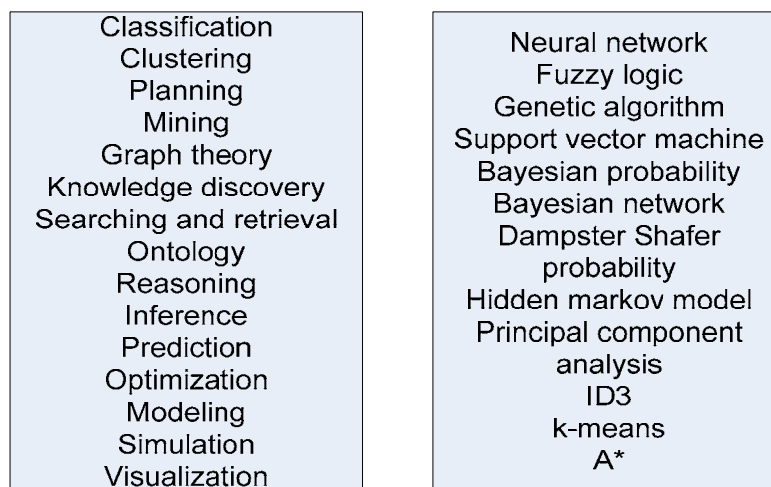 Classification
Clustering
Planning
Mining
Graph theory
Knowledge discovery
Searching and retrieval
Ontology
Reasoning
Inference
Prediction
Optimization
Modeling
Simulation
Visualization
Neural network
Fuzzy logic
Genetic algorithm
Support vector machine
Bayesian probability
Bayesian network
Dampster Shafer
probability
Hidden markov model
Principal component
analysis
ID3
k-means
A*